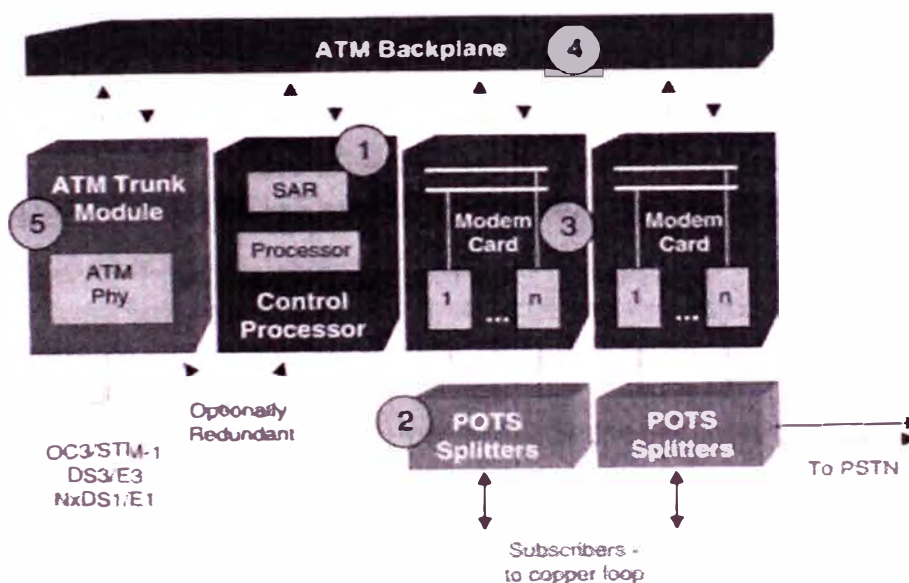 ATM Backplane
4
ATM Trunk
Module
5
ATM
Phy
1
SAR
Processor
Control
Processor
Modem
Card
3
1
...
n
Modem
Card
1
...
n
Optionally
Redundant
OC3/STM-1
DS3/E3
NxDS1/E1
2
POTS
Splitters
POTS
Splitters
To PSTN
Subscribers -
to copper loop